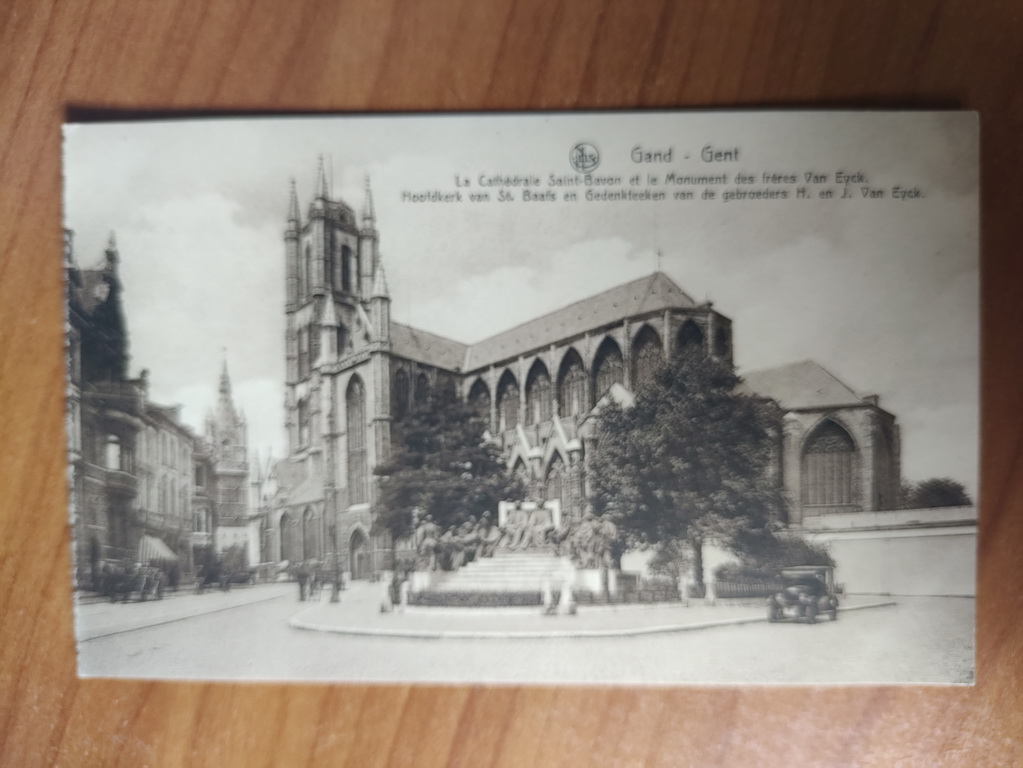 Nels
Gand - Gent
La Cathédrale Saint-Bavon et le Monument des frères Van Eyck.
Hoofdkerk van St. Baafs en Gedenkteeken van de gebroeders H. en J. Van Eyck.